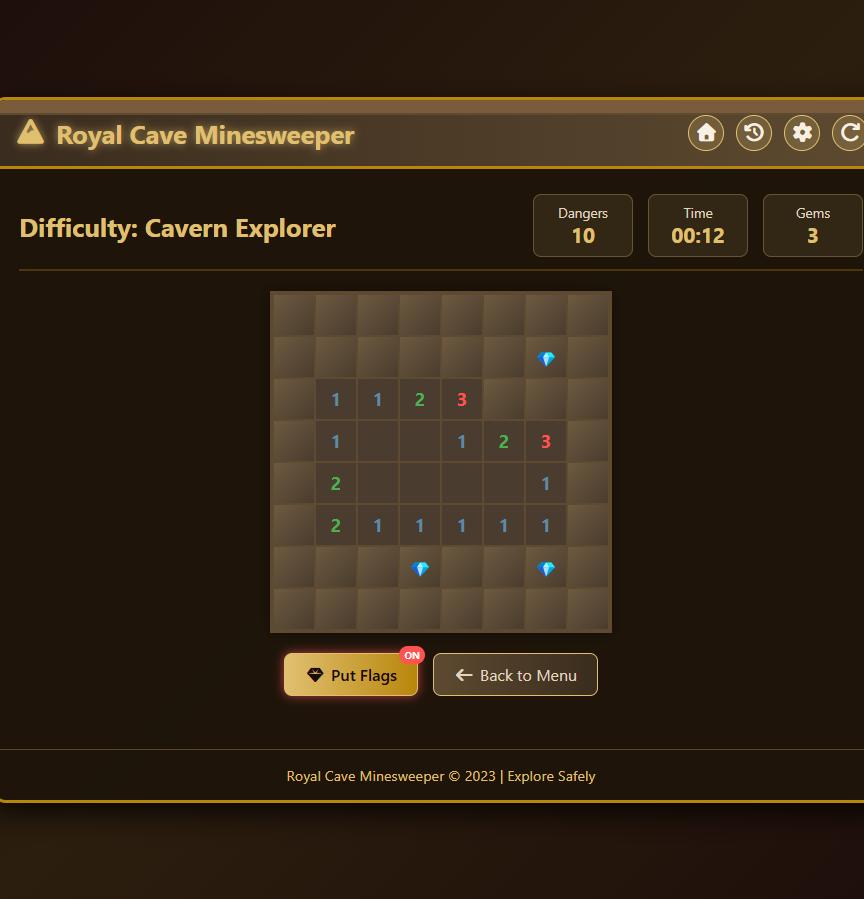 Royal Cave Minesweeper
Difficulty: Cavern Explorer
Dangers
10
Time
00:12
Gems
3
1 1 2 3
1 1 2 3
2 1
2 1 1 1 1 1
ON
Put Flags
Back to Menu
Royal Cave Minesweeper © 2023 | Explore Safely